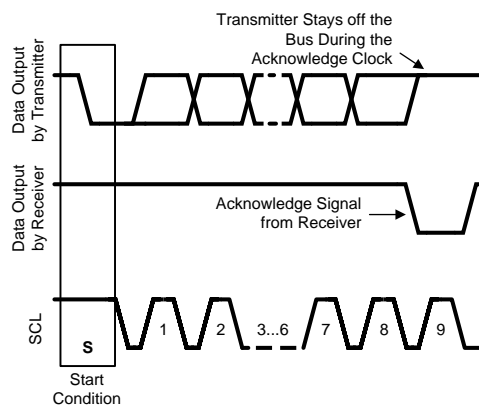 Transmitter Stays off the
Bus During the
Acknowledge Clock
Data Output
by Transmitter
Data Output
by Receiver
Acknowledge Signal
from Receiver
SCL
S
1
2
3...6
7
8
9
Start
Condition